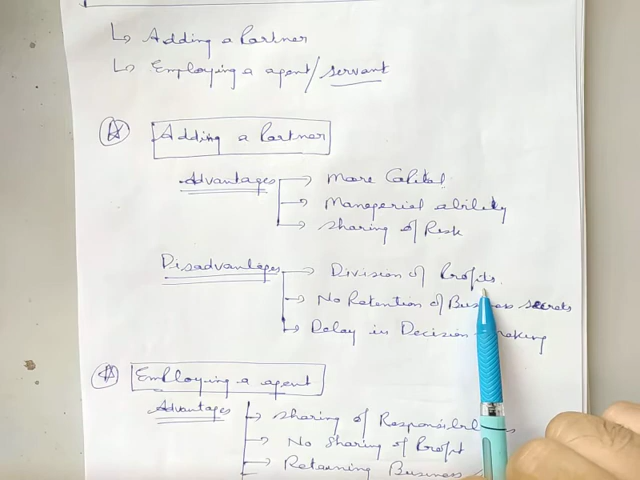 ↳ Adding a Partner
↳ Employing a agent/servant
A Adding a Partner
Advantages → More Capital
→ Managerial ability
→ Sharing of Risk
Disadvantages → Division of Profits.
→ No Retention of Business secrets
→ Delay in Decision making
A Employing a agent
Advantages → Sharing of
→ No Sharing of Profit
→ Retaining Business